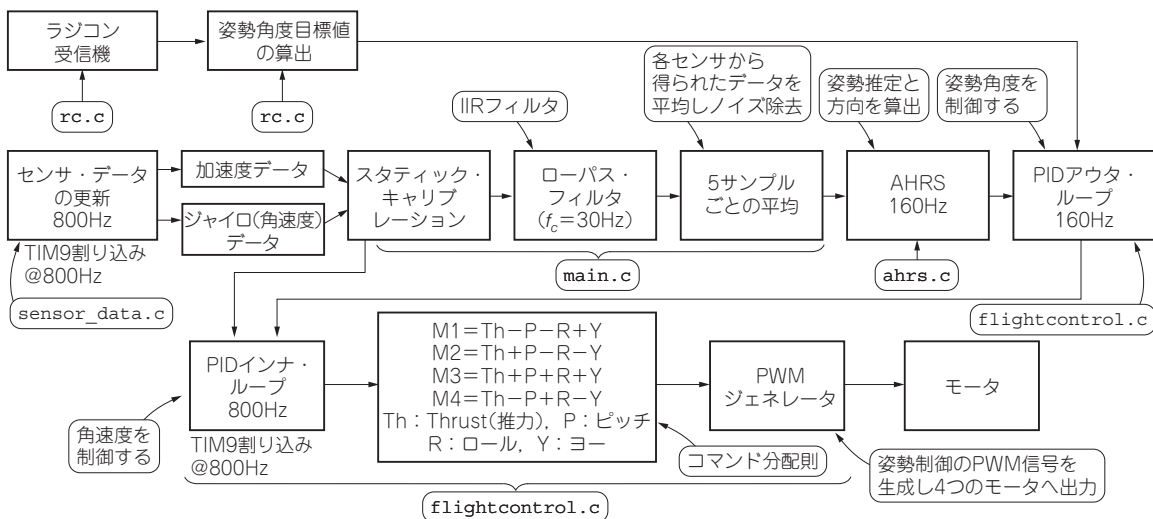 ラジコン
受信機
姿勢角度目標値
の算出
rc.c
rc.c
IIRフィルタ
各センサから
得られたデータを
平均しノイズ除去
姿勢推定と
方向を算出
姿勢角度を
制御する
センサ・データ
の更新
800Hz
加速度データ
ジャイロ(角速度)
データ
スタティック・
キャリブ
レーション
ローパス・
フィルタ
(fc=30Hz)
5サンプル
ごとの平均
AHRS
160Hz
PIDアウタ・
ループ
160Hz
TIM9割り込み
@800Hz
sensor_data.c
main.c
ahrs.c
flightcontrol.c
PIDインナ・
ループ
800Hz
M1=Th−P−R+Y
M2=Th+P−R−Y
M3=Th+P+R+Y
M4=Th−P+R−Y
Th：Thrust(推力)，P：ピッチ
R：ロール，Y：ヨー
PWM
ジェネレータ
モータ
角速度を
制御する
TIM9割り込み
@800Hz
コマンド分配則
姿勢制御のPWM信号を
生成し4つのモータへ出力
flightcontrol.c